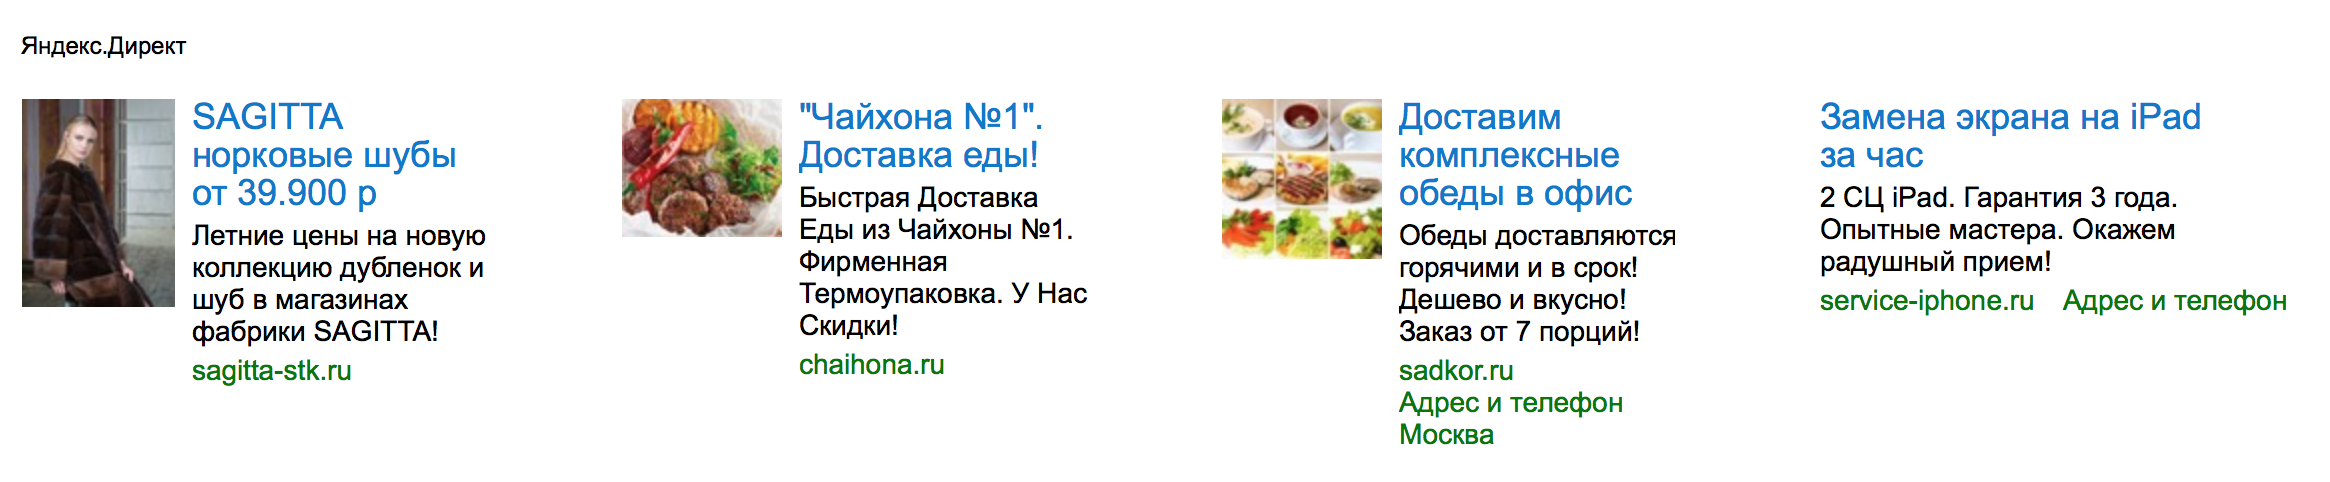 Яндекс.Директ
SAGITTA
норковые шубы
от 39.900 р
Летние цены на новую
коллекцию дубленок и
шуб в магазинах
фабрики SAGITTA!
sagitta-stk.ru
"Чайхона №1".
Доставка еды!
Быстрая Доставка
Еды из Чайхоны №1.
Фирменная
Термоупаковка. У Нас
Скидки!
chaihona.ru
Доставим
комплексные
обеды в офис
Обеды доставляются
горячими и в срок!
Дешево и вкусно!
Заказ от 7 порций!
sadkor.ru
Адрес и телефон
Москва
Замена экрана на iPad
за час
2 СЦ iPad. Гарантия 3 года.
Опытные мастера. Окажем
радушный прием!
service-iphone.ru Адрес и телефон